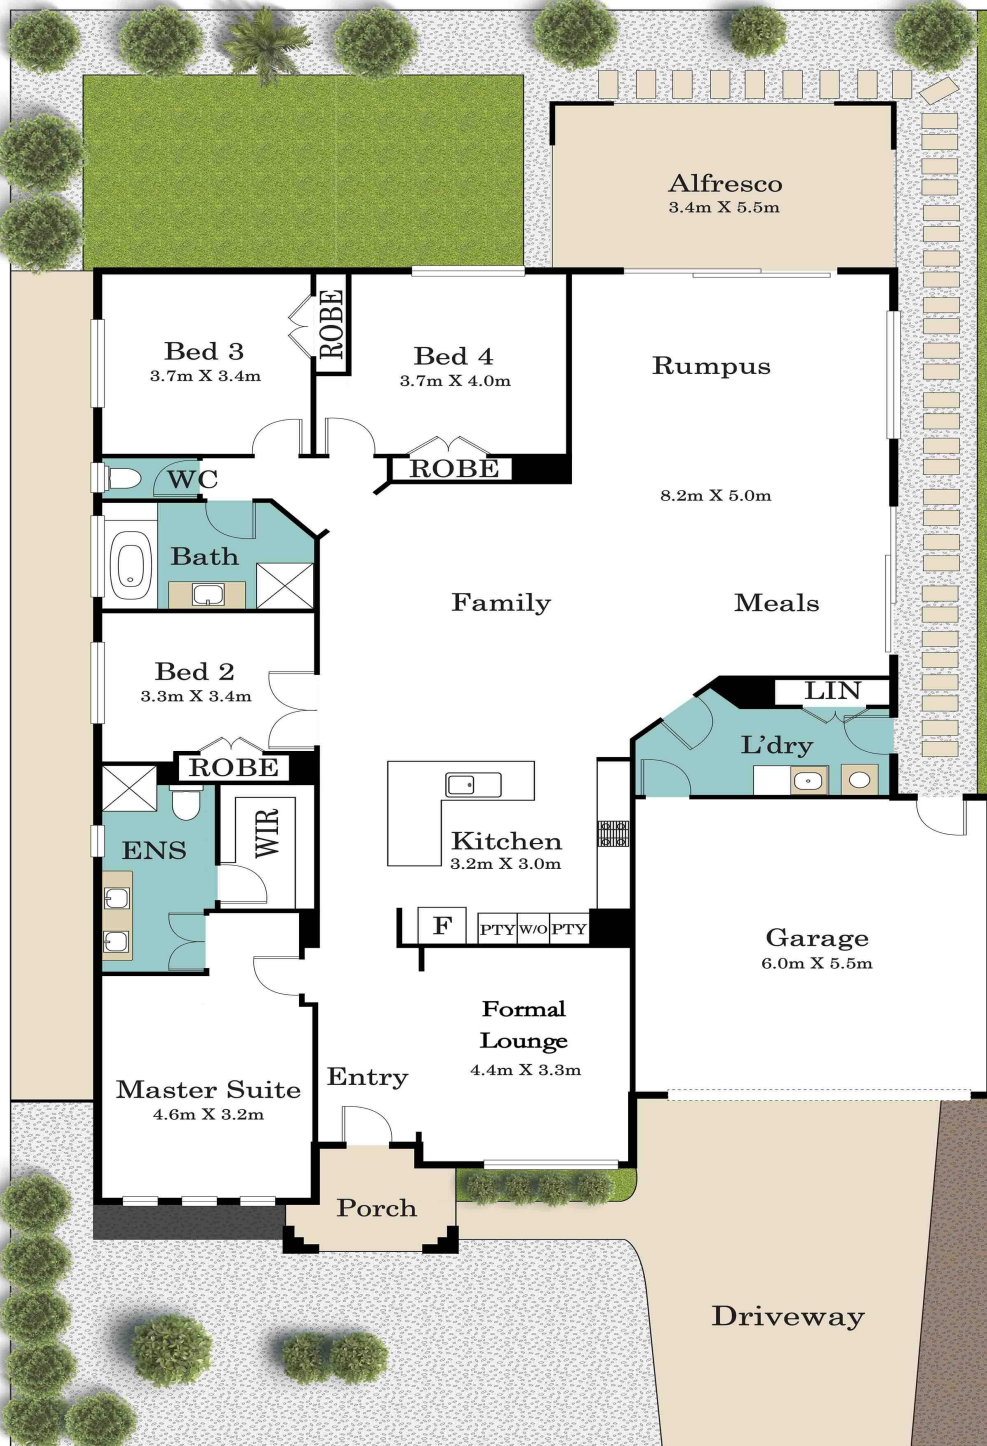 Alfresco
3.4m X 5.5m
Bed 3
3.7m X 3.4m
ROBE
Bed 4
3.7m X 4.0m
Rumpus
WC
ROBE
8.2m X 5.0m
Bath
Family
Meals
Bed 2
3.3m X 3.4m
LIN
L'dry
ROBE
WIR
ENS
Kitchen
3.2m X 3.0m
F
PTY
W/O
PTY
Garage
6.0m X 5.5m
Formal
Lounge
4.4m X 3.3m
Entry
Master Suite
4.6m X 3.2m
Porch
Driveway